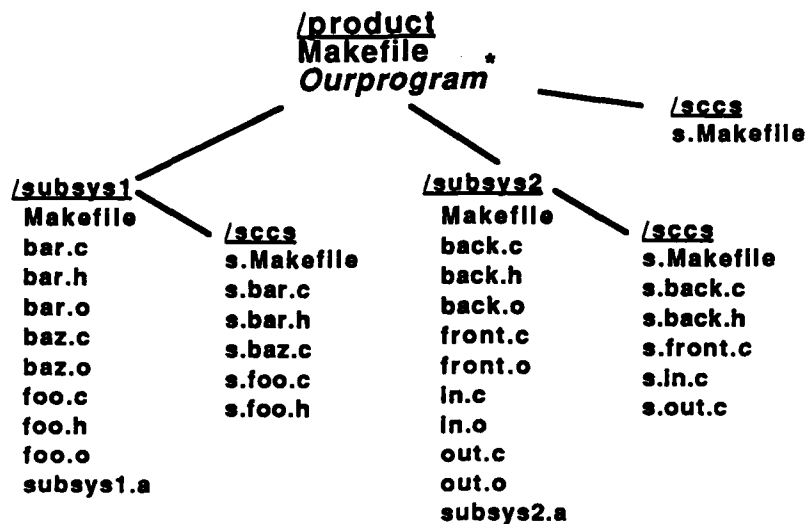 /product
Makefile
Ourprogram*
/sccs
s.Makefile
/subsys1
Makefile
bar.c
bar.h
bar.o
baz.c
baz.o
foo.c
foo.h
foo.o
subsys1.a
/sccs
s.Makefile
s.bar.c
s.bar.h
s.baz.c
s.foo.c
s.foo.h
/subsys2
Makefile
back.c
back.h
back.o
front.c
front.o
in.c
in.o
out.c
out.o
subsys2.a
/sccs
s.Makefile
s.back.c
s.back.h
s.front.c
s.in.c
s.out.c